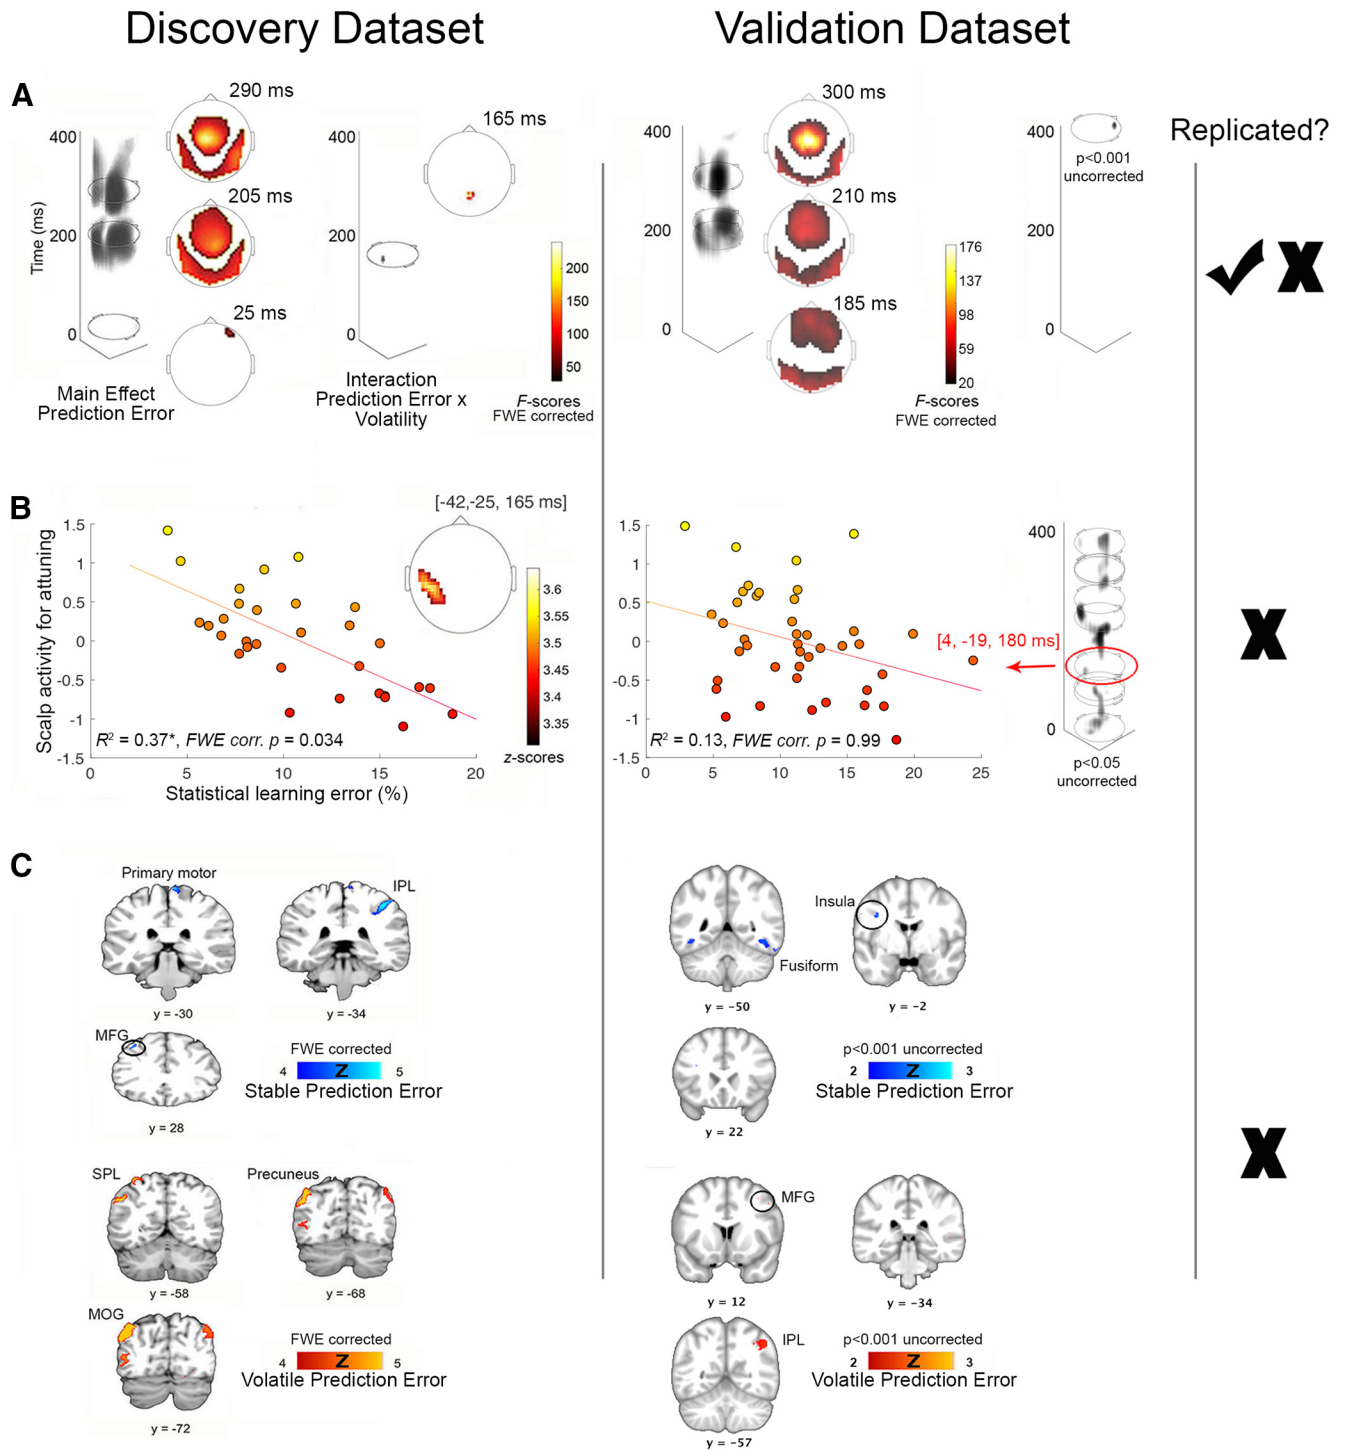 Discovery Dataset
Validation Dataset
Replicated?
A
Time (ms)
400
200
0
290 ms
205 ms
25 ms
Main Effect
Prediction Error
400
200
0
165 ms
Interaction
Prediction Error x
Volatility
200
150
100
50
F-scores
FWE corrected
400
200
0
300 ms
210 ms
185 ms
176
137
98
59
20
F-scores
FWE corrected
400
200
0
p<0.001
uncorrected
B
Scalp activity for attuning
1.5
1
0.5
0
-0.5
-1
-1.5
0
5
10
15
20
Statistical learning error (%)
R² = 0.37*, FWE corr. p = 0.034
[-42,-25, 165 ms]
3.6
3.55
3.5
3.45
3.4
3.35
z-scores
1.5
1
0.5
0
-0.5
-1
-1.5
0
5
10
15
20
25
R² = 0.13, FWE corr. p = 0.99
[4, -19, 180 ms]
400
0
p<0.05
uncorrected
C
Primary motor
y = -30
IPL
y = -34
MFG
y = 28
FWE corrected
4 Z 5
Stable Prediction Error
Fusiform
y = -50
Insula
y = -2
y = 22
p<0.001 uncorrected
2 Z 3
Stable Prediction Error
SPL
y = -58
Precuneus
y = -68
MOG
y = -72
FWE corrected
4 Z 5
Volatile Prediction Error
MFG
y = 12
y = -34
IPL
y = -57
p<0.001 uncorrected
2 Z 3
Volatile Prediction Error